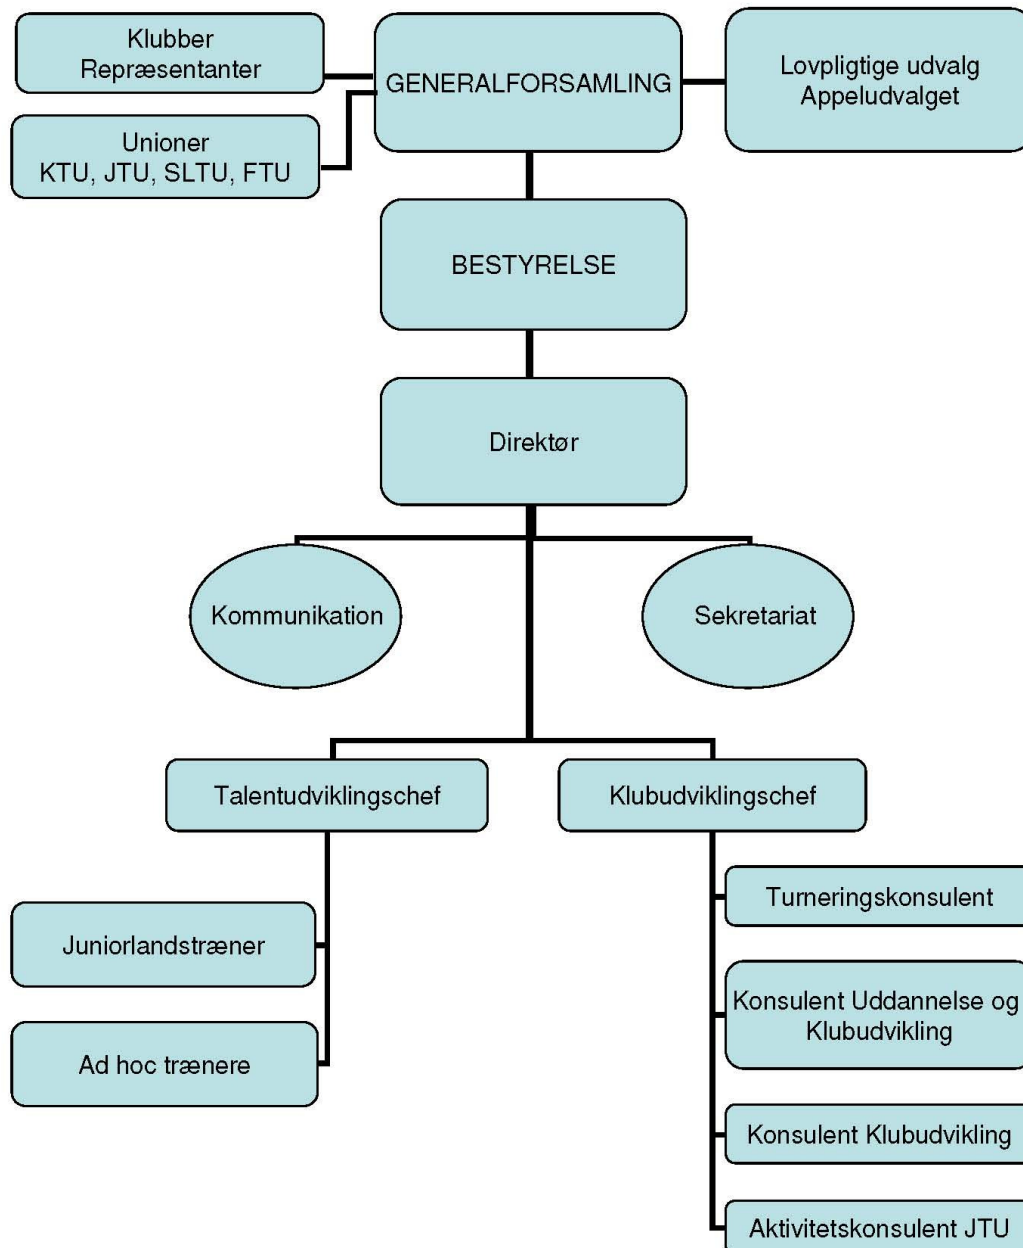 Klubber
Repræsentanter
GENERALFORSAMLING
Lovpligtige udvalg
Appeludvalget
Unioner
KTU, JTU, SLTU, FTU
BESTYRELSE
Direktør
Kommunikation
Sekretariat
Talentudviklingschef
Klubudviklingschef
Juniorlandstræner
Ad hoc trænere
Turneringskonsulent
Konsulent Uddannelse og
Klubudvikling
Konsulent Klubudvikling
Aktivitetskonsulent JTU